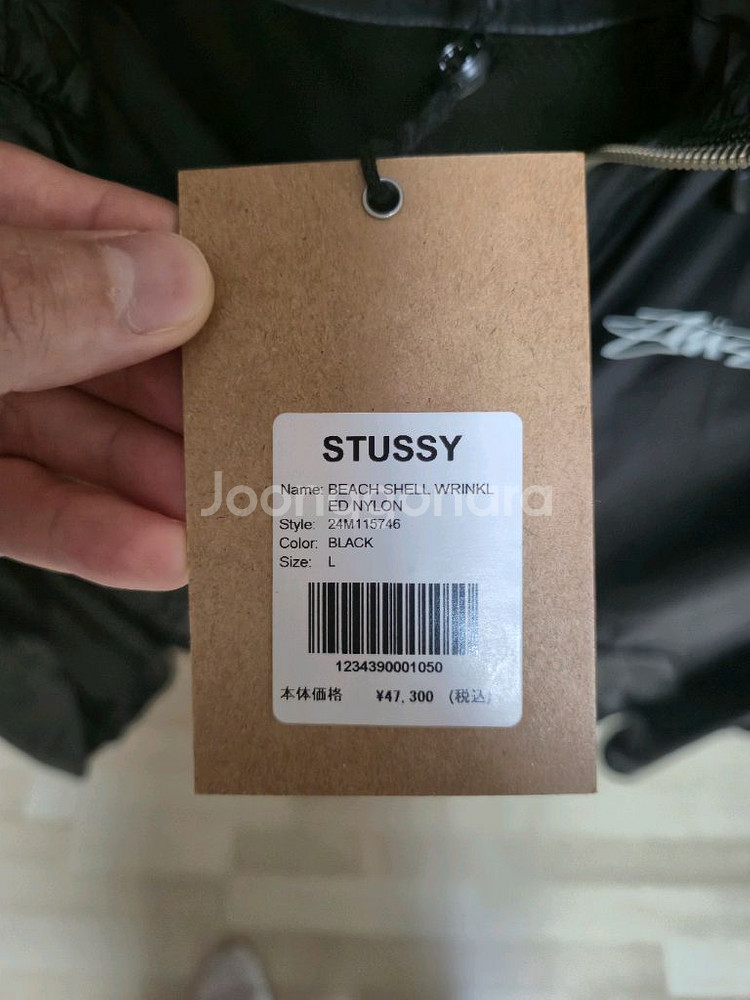 STUSSY
Name: BEACH SHELL WRINKL
ED NYLON
Joonggonara
Style: 24M115746
Color: BLACK
Size: L
1234390001050
本体価格 ¥47,300 (税込)